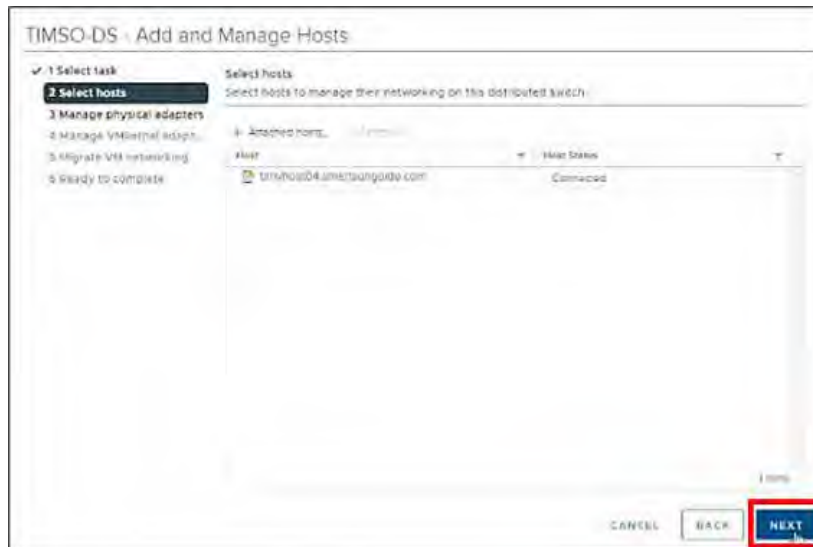 TIMSO-DS - Add and Manage Hosts
✓ 1 Select task
2 Select hosts
3 Manage physical adapters
4 Manage VMkernel adapt...
5 Migrate VM networking
6 Ready to complete
Select hosts
Select hosts to manage their networking on this distributed switch.
+ Attached hosts...
Host
Host Status
Connected
CANCEL
BACK
NEXT